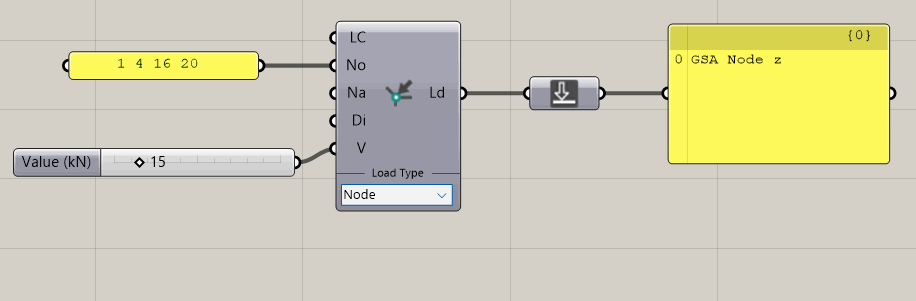 1 4 16 20
Value (kN)
15
LC
No
Na
Di
V
Ld
Load Type
Node
{0}
0 GSA Node z